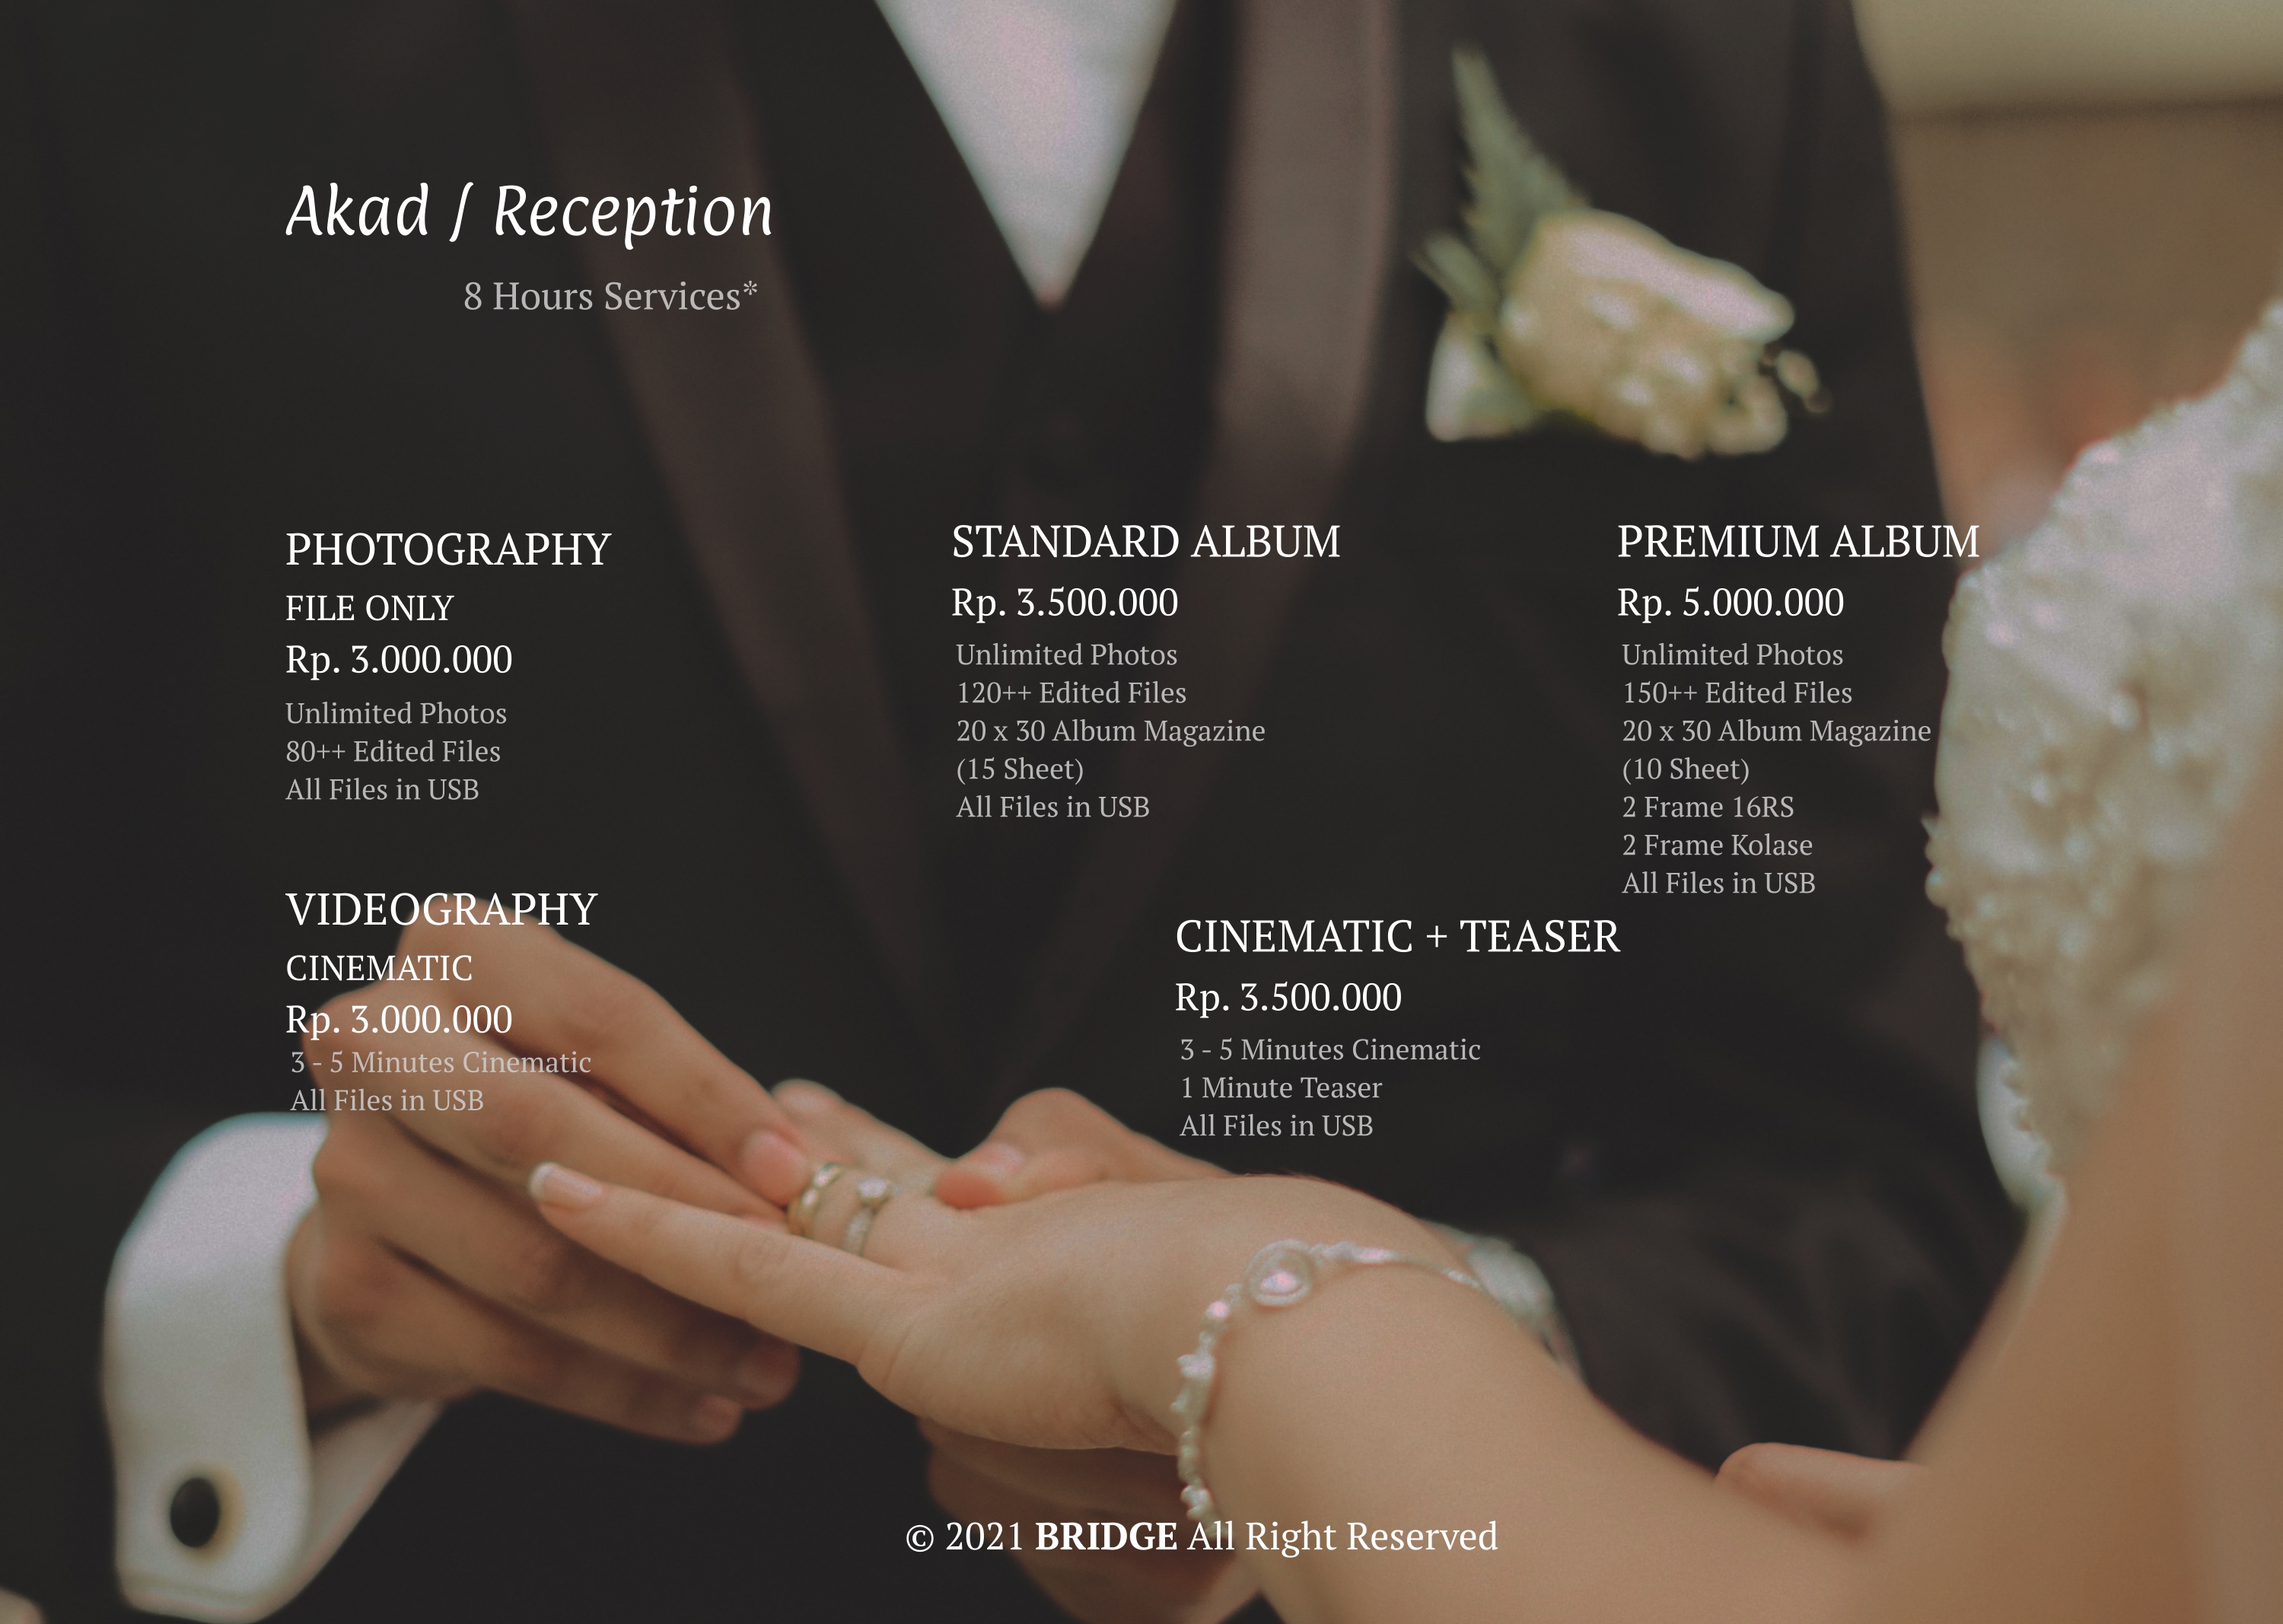 Akad / Reception
8 Hours Services*
PHOTOGRAPHY
FILE ONLY
Rp. 3.000.000
Unlimited Photos
80++ Edited Files
All Files in USB
STANDARD ALBUM
Rp. 3.500.000
Unlimited Photos
120++ Edited Files
20 x 30 Album Magazine
(15 Sheet)
All Files in USB
PREMIUM ALBUM
Rp. 5.000.000
Unlimited Photos
150++ Edited Files
20 x 30 Album Magazine
(10 Sheet)
2 Frame 16RS
2 Frame Kolase
All Files in USB
VIDEOGRAPHY
CINEMATIC
Rp. 3.000.000
3 - 5 Minutes Cinematic
All Files in USB
CINEMATIC + TEASER
Rp. 3.500.000
3 - 5 Minutes Cinematic
1 Minute Teaser
All Files in USB
© 2021 BRIDGE All Right Reserved